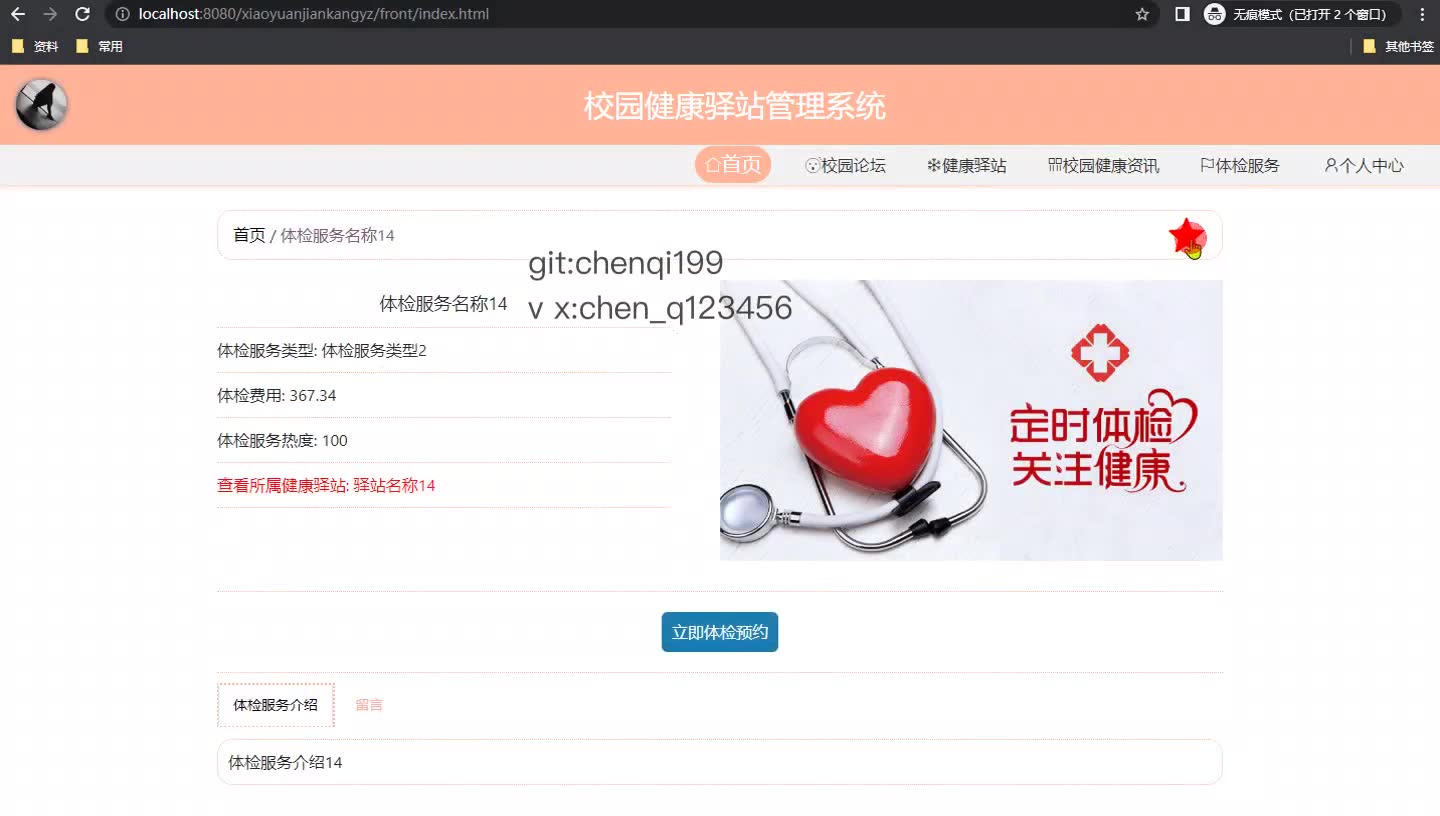 localhost:8080/xiaoyuanjiankangyz/front/index.html
无痕模式（已打开 2 个窗口）
资料
常用
其他书签
校园健康驿站管理系统
首页
校园论坛
健康驿站
校园健康资讯
体检服务
个人中心
首页 / 体检服务名称14
git:chenqi199
v x:chen_q123456
体检服务名称14
体检服务类型: 体检服务类型2
体检费用: 367.34
体检服务热度: 100
查看所属健康驿站: 驿站名称14
定时体检
关注健康
立即体检预约
体检服务介绍
留言
体检服务介绍14